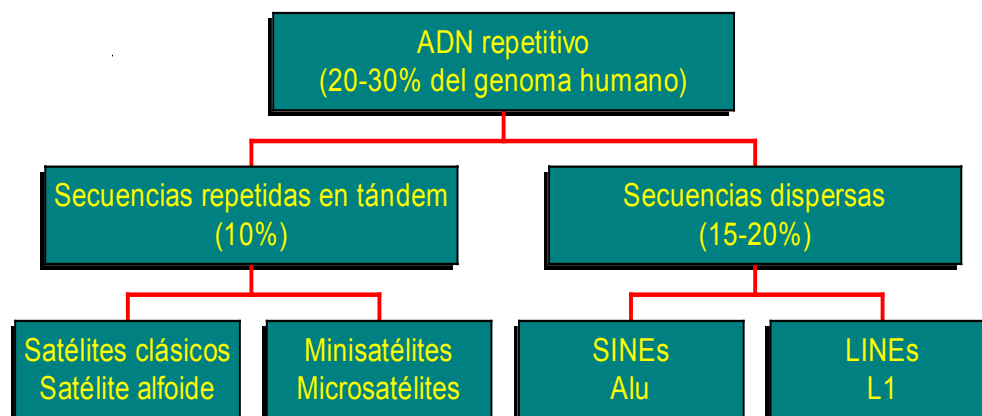 ADN repetitivo
(20-30% del genoma humano)
Secuencias repetidas en tándem
(10%)
Secuencias dispersas
(15-20%)
Satélites clásicos
Satélite alfoide
Minisatélites
Microsatélites
SINEs
Alu
LINEs
L1